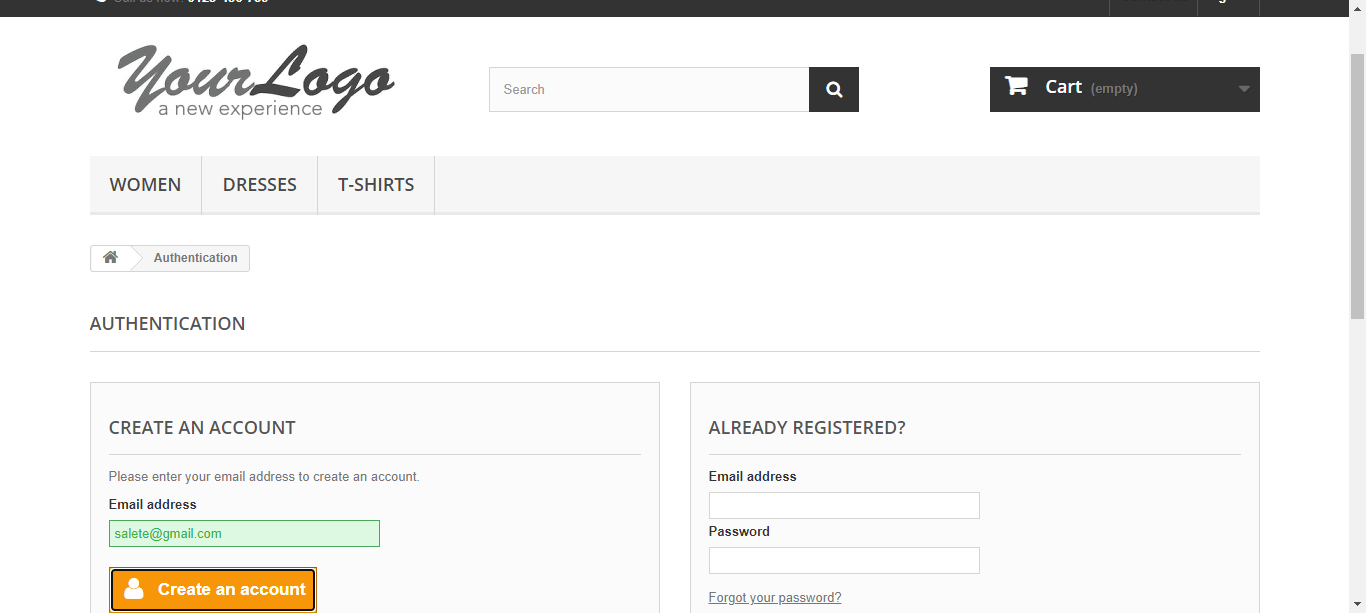 YourLogo
a new experience
Search
Cart (empty)
WOMEN
DRESSES
T-SHIRTS
Authentication
AUTHENTICATION
CREATE AN ACCOUNT
Please enter your email address to create an account.
Email address
salete@gmail.com
Create an account
ALREADY REGISTERED?
Email address
Password
Forgot your password?